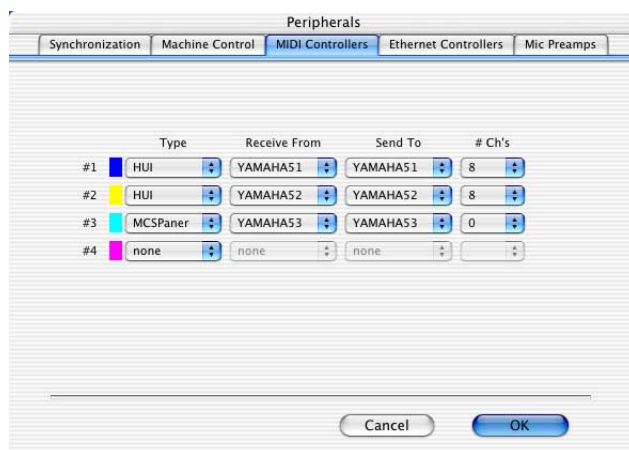 Peripherals
Synchronization Machine Control MIDI Controllers Ethernet Controllers Mic Preamps
Type Receive From Send To # Ch's
#1 HUI YAMAHA51 YAMAHA51 8
#2 HUI YAMAHA52 YAMAHA52 8
#3 MCSPaner YAMAHA53 YAMAHA53 0
#4 none none none
Cancel OK